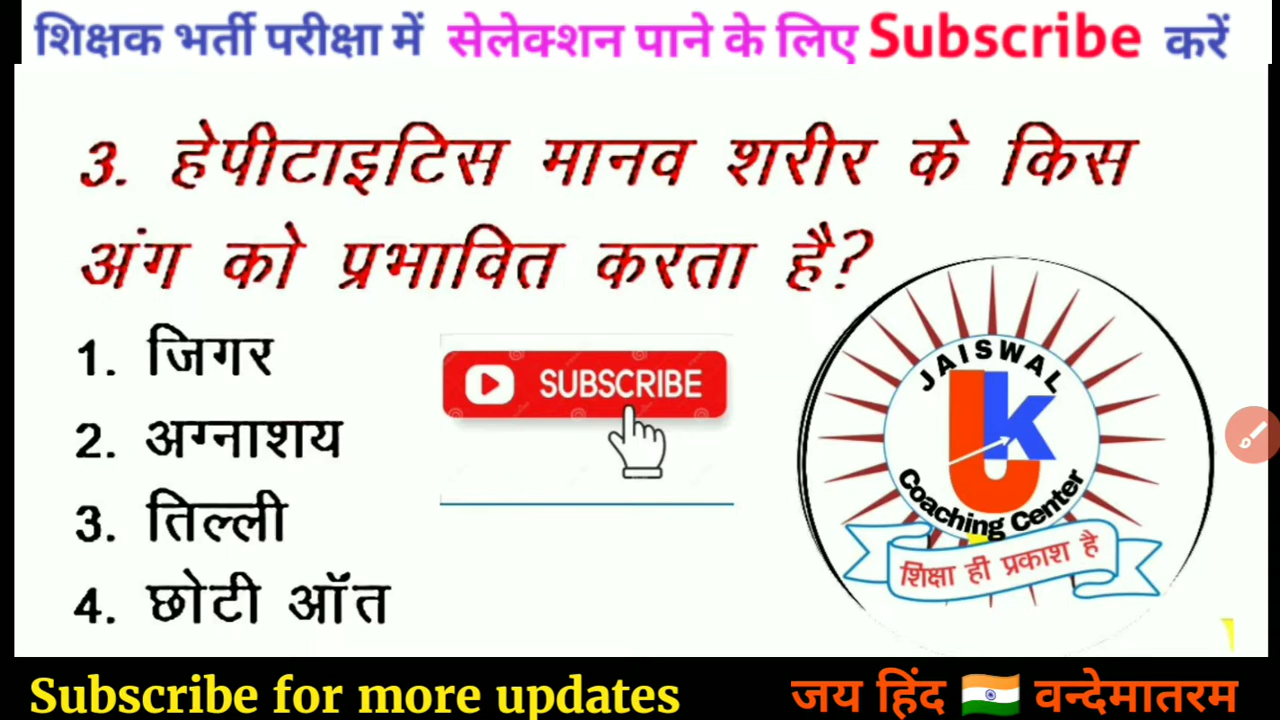 शिक्षक भर्ती परीक्षा में सेलेक्शन पाने के लिए Subscribe करें
3. हेपीटाइटिस मानव शरीर के किस
अंग को प्रभावित करता है?
1. जिगर
2. अग्नाशय
3. तिल्ली
4. छोटी ऑंत
SUBSCRIBE
JAISWAL
JK
Coaching Center
शिक्षा ही प्रकाश है
Subscribe for more updates
जय हिंद 🇮🇳 वन्देमातरम